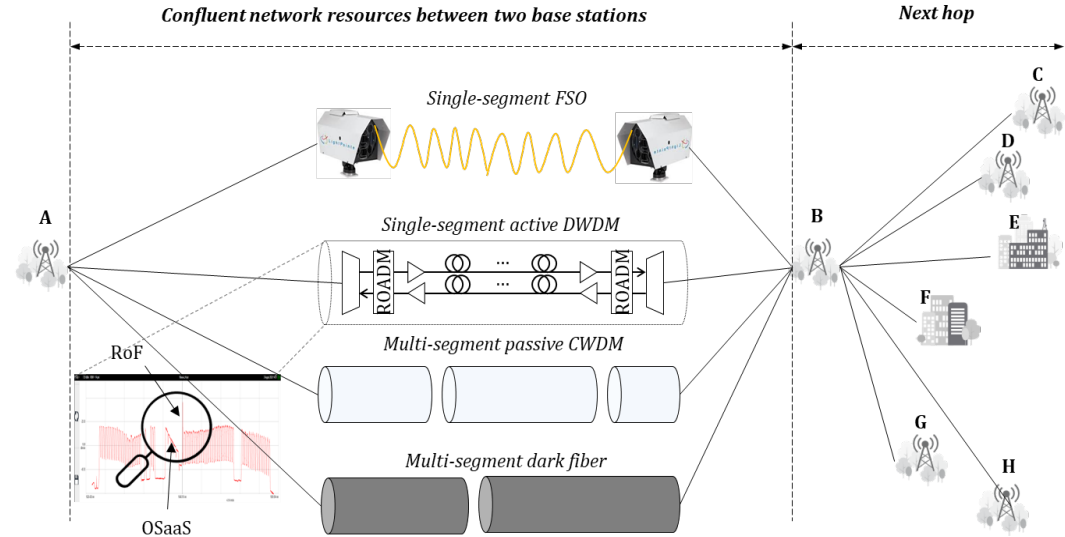 Confluent network resources between two base stations
Next hop
Single-segment FSO
C
D
A
Single-segment active DWDM
B
E
ROADM
...
...
ROADM
F
Multi-segment passive CWDM
RoF
G
Multi-segment dark fiber
H
OSaaS